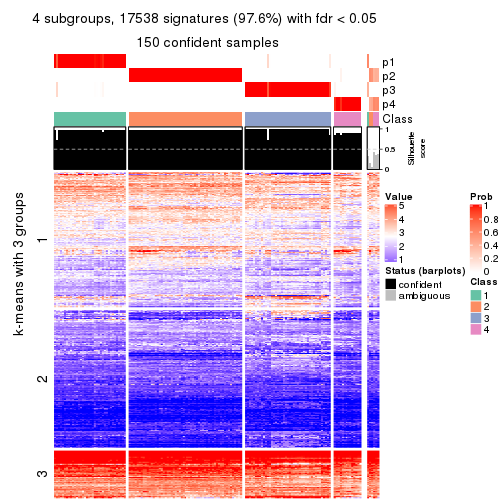 4 subgroups, 17538 signatures (97.6%) with fdr < 0.05
150 confident samples
p1
p2
p3
p4
Class
1
0.5
0
Silhouette
score
k-means with 3 groups
1
2
3
Value
5
4
3
2
1
Status (barplots)
confident
ambiguous
Prob
1
0.8
0.6
0.4
0.2
0
Class
1
2
3
4